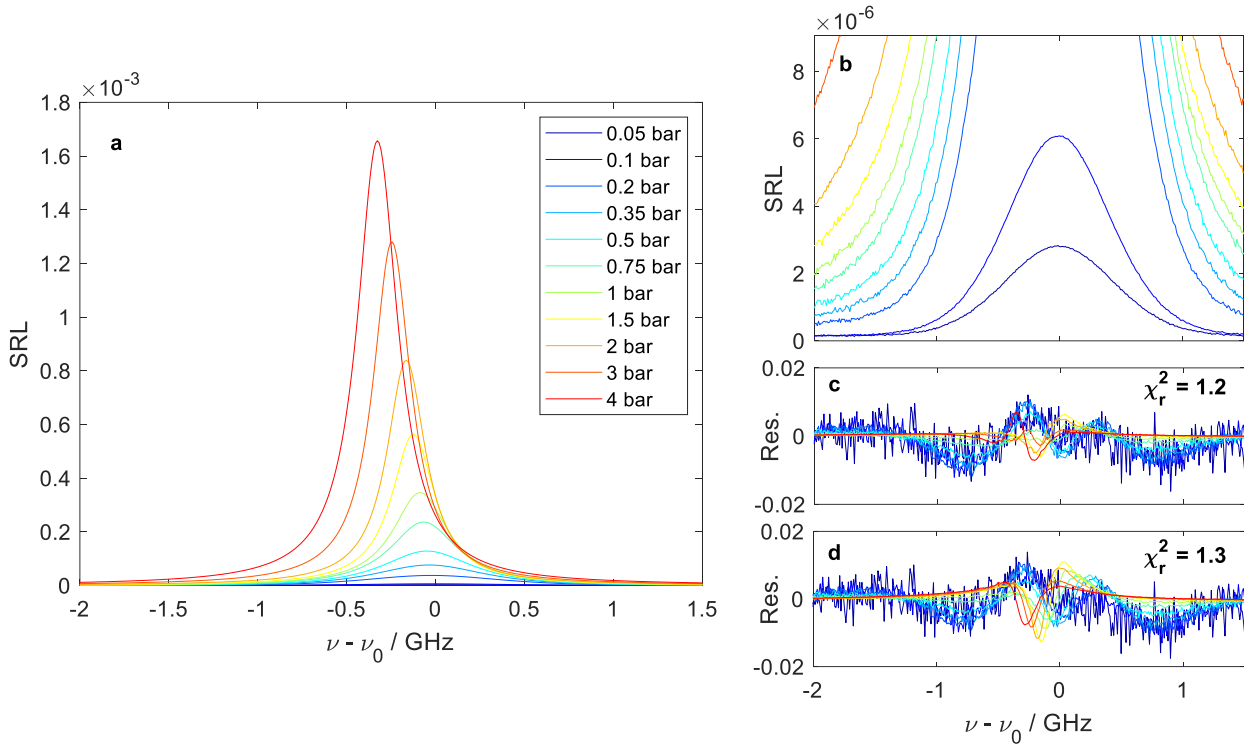 ×10⁻³
a
1.8
1.6
1.4
1.2
1
0.8
0.6
0.4
0.2
0
SRL
-2
-1.5
-1
-0.5
0
0.5
1
1.5
ν - ν₀ / GHz
0.05 bar
0.1 bar
0.2 bar
0.35 bar
0.5 bar
0.75 bar
1 bar
1.5 bar
2 bar
3 bar
4 bar
×10⁻⁶
b
8
6
4
2
0
SRL
c
χᵣ² = 1.2
0.02
0
-0.02
Res.
d
χᵣ² = 1.3
0.02
0
-0.02
Res.
-2
-1
0
1
ν - ν₀ / GHz